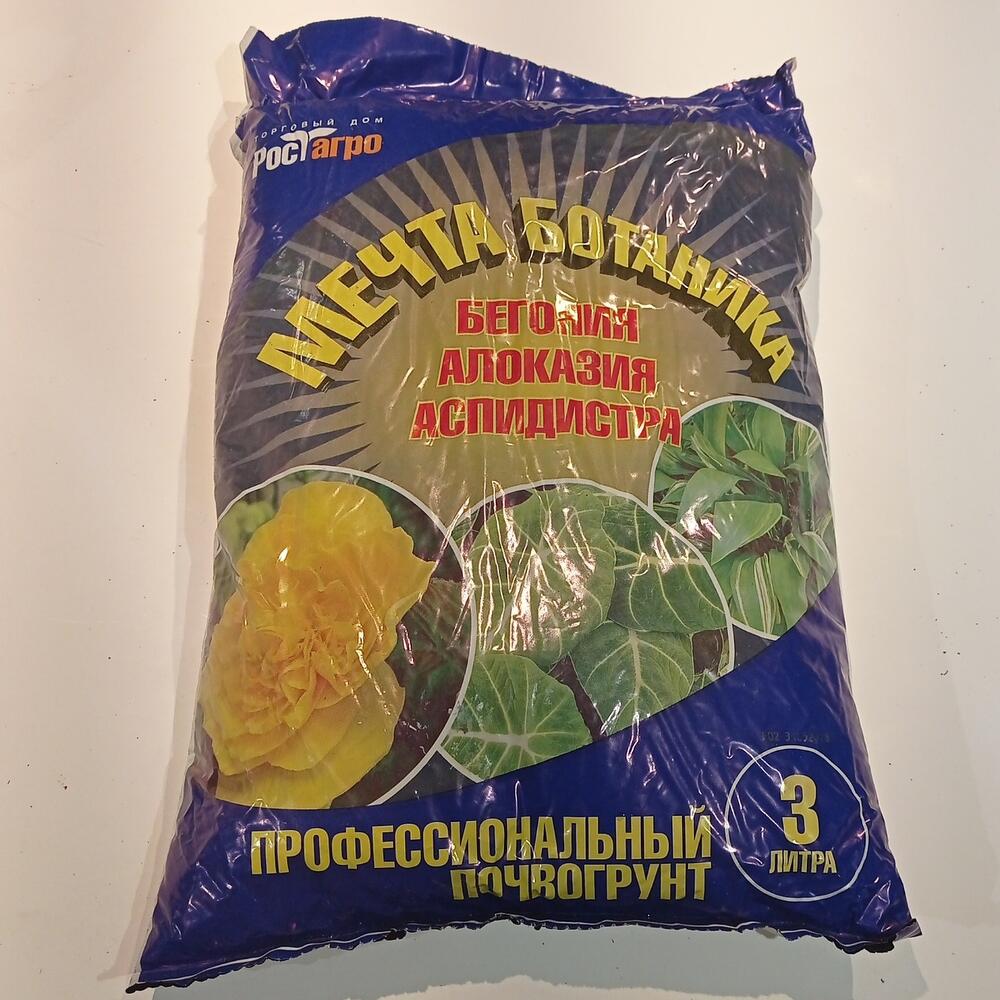 ТОРГОВЫЙ ДОМ
РОСТагро
МЕЧТА БОТАНИКА
БЕГОНИЯ
АЛОКАЗИЯ
АСПИДИСТРА
3
ЛИТРА
ПРОФЕССИОНАЛЬНЫЙ
ПОЧВОГРУНТ